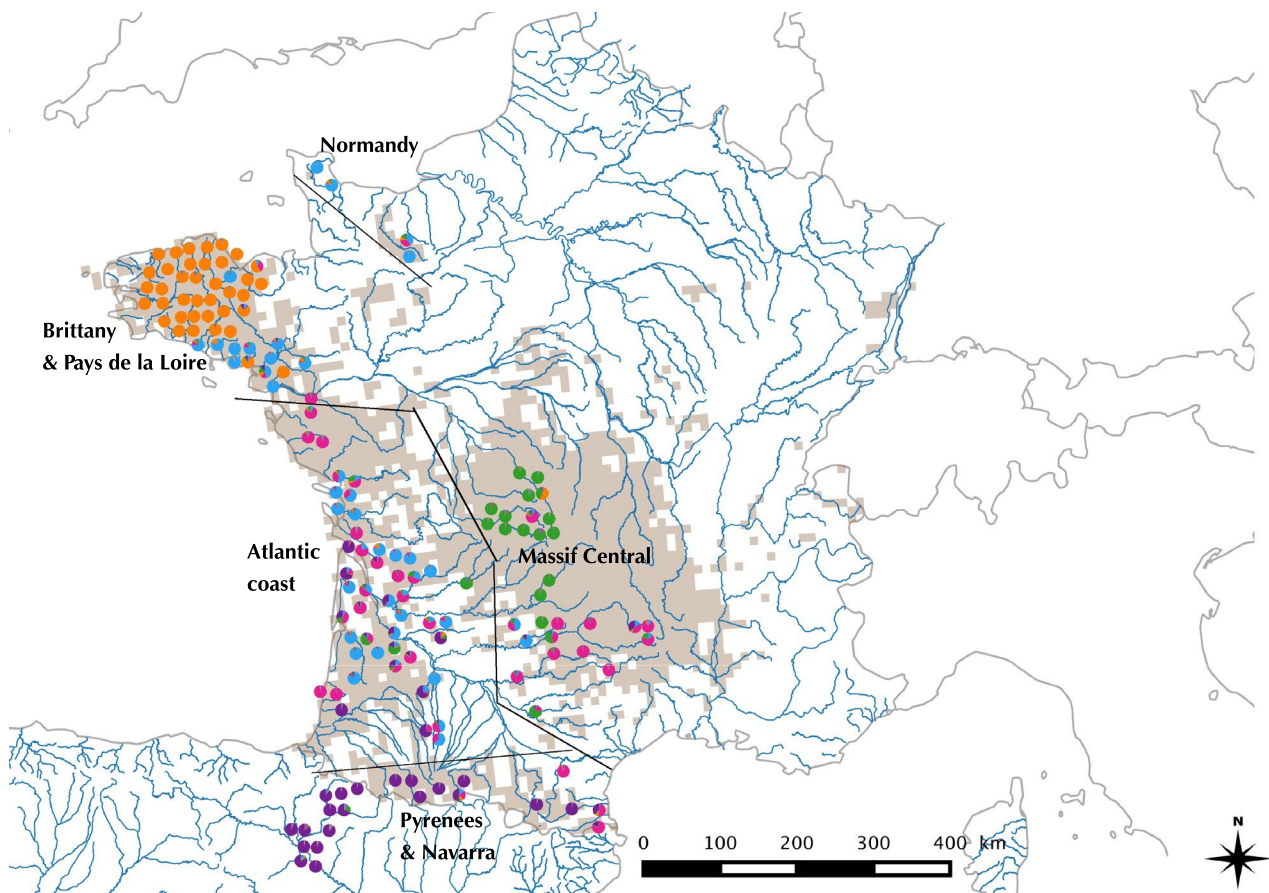 Normandy
Brittany
& Pays de la Loire
Atlantic
coast
Massif Central
Pyrenees
& Navarra
0 100 200 300 400 km
N